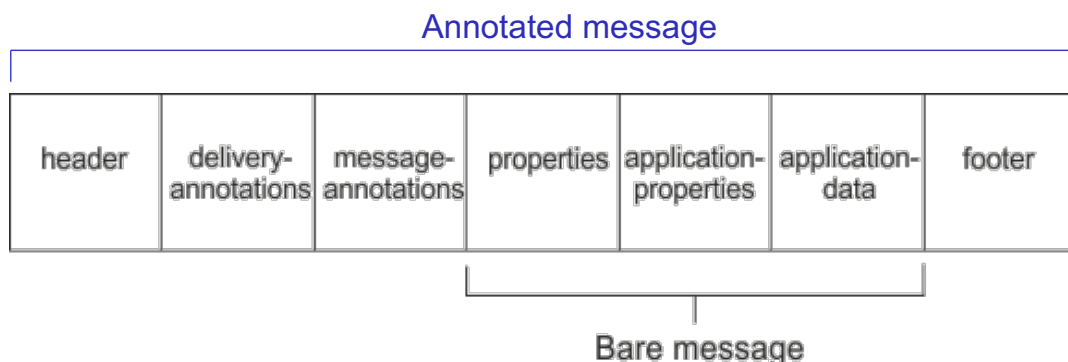 Annotated message
header
delivery-
annotations
message-
annotations
properties
application-
properties
application-
data
footer
Bare message